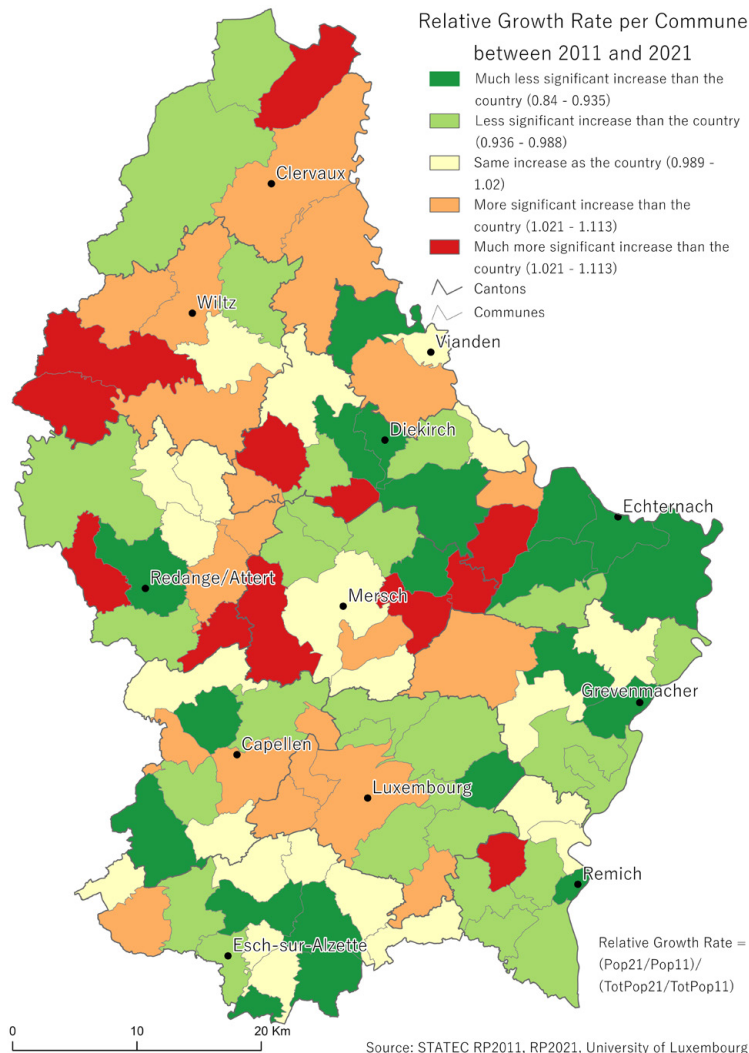 Relative Growth Rate per Commune
between 2011 and 2021
Much less significant increase than the
country (0.84 - 0.935)
Less significant increase than the country
(0.936 - 0.988)
Same increase as the country (0.989 -
1.02)
More significant increase than the
country (1.021 - 1.113)
Much more significant increase than the
country (1.021 - 1.113)
Cantons
Communes
Clervaux
Wiltz
Vianden
Diekirch
Echternach
Redange/Attert
Mersch
Grevenmacher
Capellen
Luxembourg
Remich
Esch-sur-Alzette
Relative Growth Rate =
(Pop21/Pop11)/
(TotPop21/TotPop11)
0 10 20 Km
Source: STATEC RP2011, RP2021, University of Luxembourg